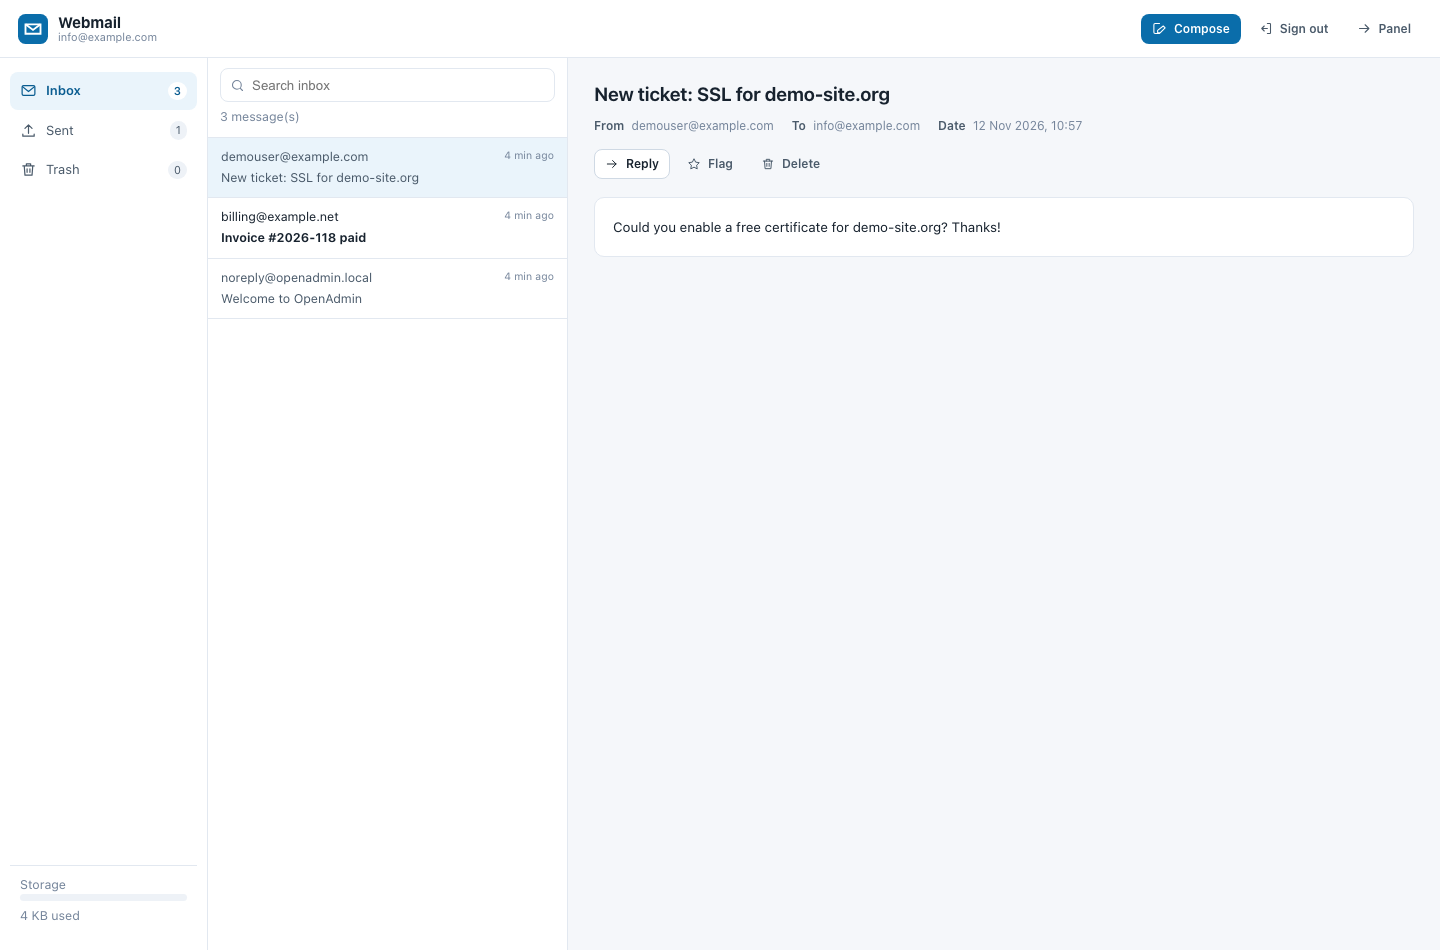 Webmail
info@example.com
Compose
Sign out
Panel
Inbox 3
Sent 1
Trash 0
Storage
4 KB used
Search inbox
3 message(s)
demouser@example.com 4 min ago
New ticket: SSL for demo-site.org
billing@example.net 4 min ago
Invoice #2026-118 paid
noreply@openadmin.local 4 min ago
Welcome to OpenAdmin
New ticket: SSL for demo-site.org
From demouser@example.com To info@example.com Date 12 Nov 2026, 10:57
Reply Flag Delete
Could you enable a free certificate for demo-site.org? Thanks!